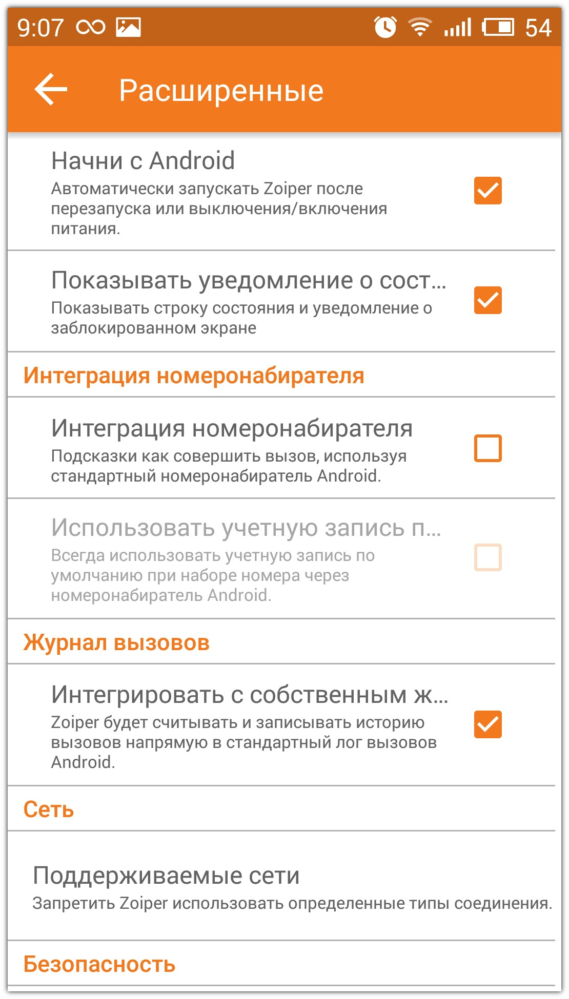 9:07 54
Расширенные
Начни с Android
Автоматически запускать Zoiper после
перезапуска или выключения/включения
питания.
Показывать уведомление о сост...
Показывать строку состояния и уведомление о
заблокированном экране
Интеграция номеронабирателя
Интеграция номеронабирателя
Подсказки как совершить вызов, используя
стандартный номеронабиратель Android.
Использовать учетную запись п...
Всегда использовать учетную запись по
умолчанию при наборе номера через
номеронабиратель Android.
Журнал вызовов
Интегрировать с собственным ж...
Zoiper будет считывать и записывать историю
вызовов напрямую в стандартный лог вызовов
Android.
Сеть
Поддерживаемые сети
Запретить Zoiper использовать определенные типы соединения.
Безопасность